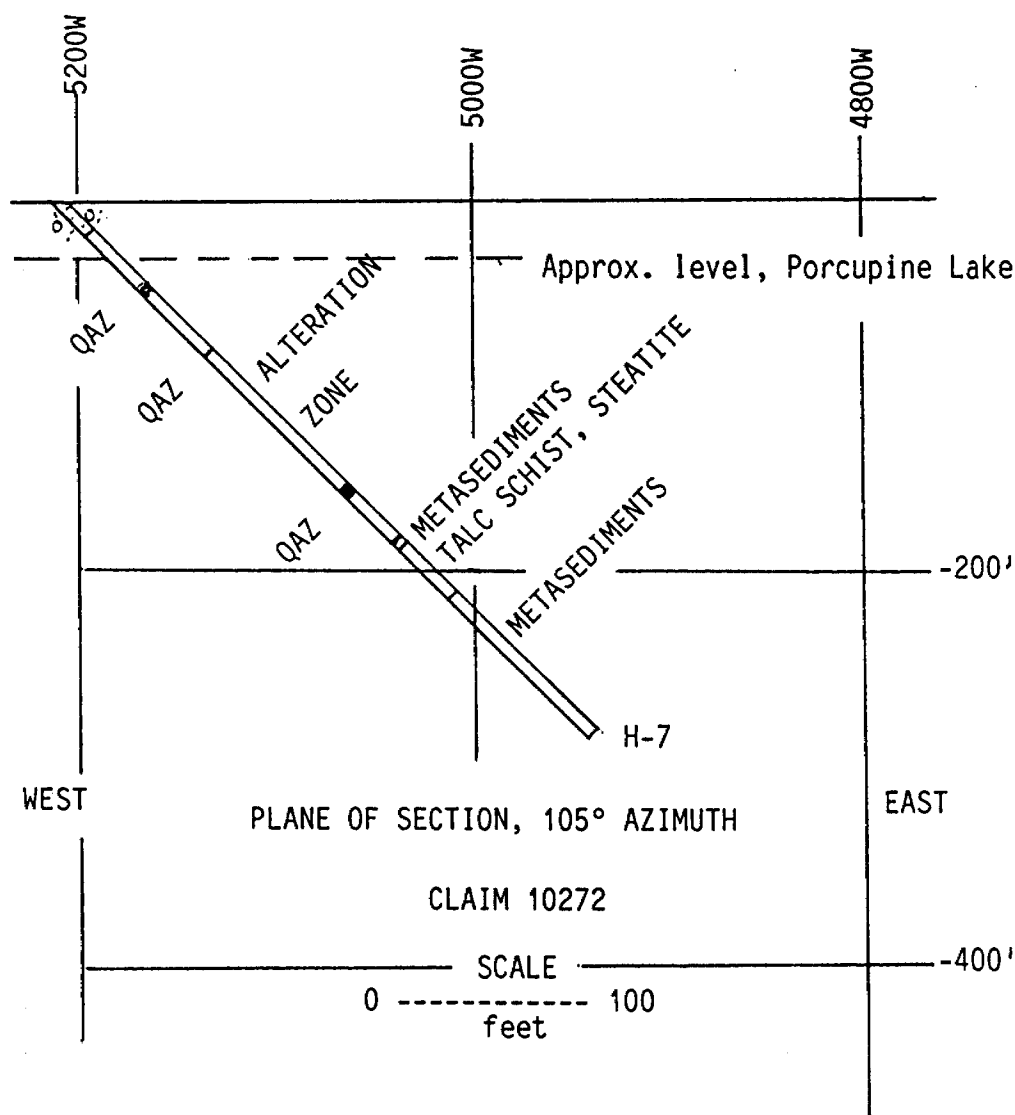 5200W
5000W
4800W
Approx. level, Porcupine Lake
QAZ
ALTERATION
QAZ
ZONE
METASEDIMENTS
TALC SCHIST, STEATITE
QAZ
METASEDIMENTS
-200'
H-7
WEST
EAST
PLANE OF SECTION, 105° AZIMUTH
CLAIM 10272
-400'
SCALE
0 ------------ 100
feet